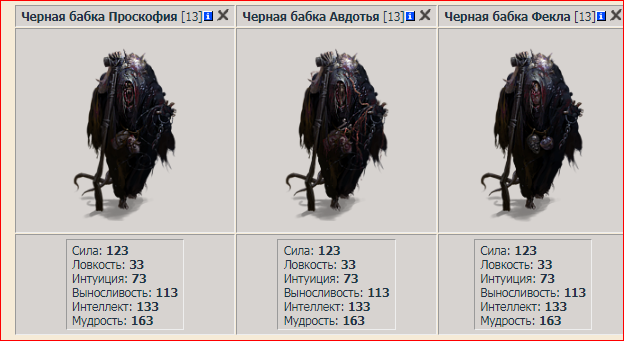 Черная бабка Проскофия [13] i
Черная бабка Авдотья [13] i
Черная бабка Фекла [13] i
Сила: 123
Ловкость: 33
Интуиция: 73
Выносливость: 113
Интеллект: 133
Мудрость: 163
Сила: 123
Ловкость: 33
Интуиция: 73
Выносливость: 113
Интеллект: 133
Мудрость: 163
Сила: 123
Ловкость: 33
Интуиция: 73
Выносливость: 113
Интеллект: 133
Мудрость: 163